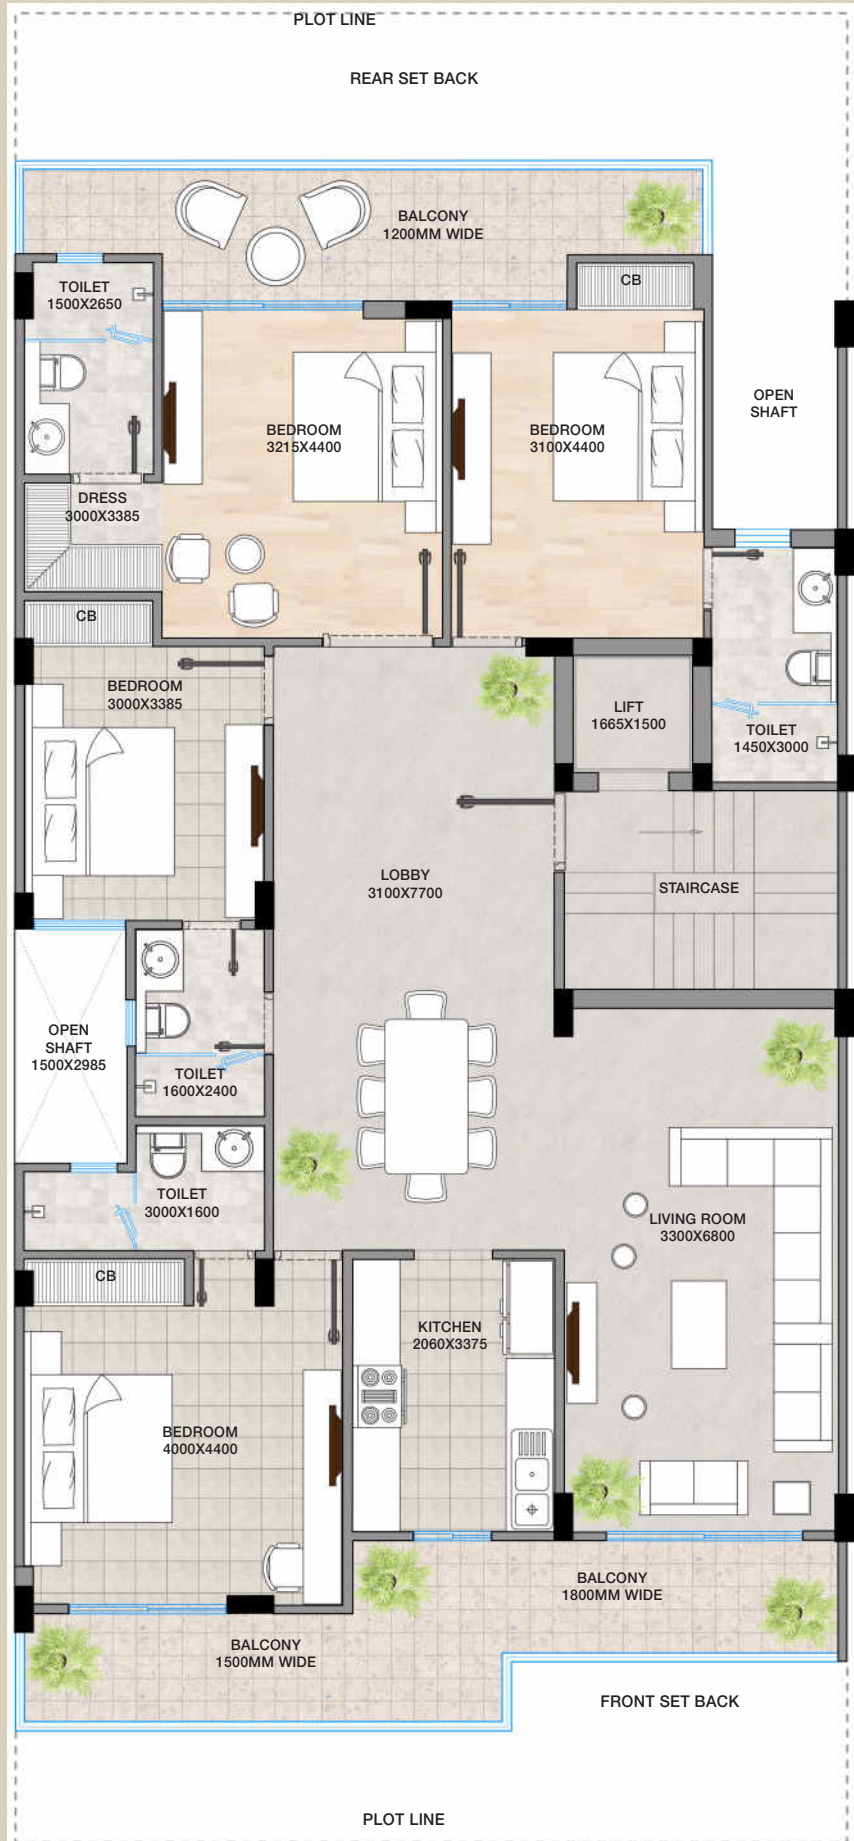 PLOT LINE
REAR SET BACK
BALCONY
1200MM WIDE
TOILET
1500X2650
CB
BEDROOM
3215X4400
BEDROOM
3100X4400
OPEN
SHAFT
DRESS
3000X3385
CB
BEDROOM
3000X3385
LIFT
1665X1500
TOILET
1450X3000
LOBBY
3100X7700
STAIRCASE
OPEN
SHAFT
1500X2985
TOILET
1600X2400
TOILET
3000X1600
LIVING ROOM
3300X6800
CB
KITCHEN
2060X3375
BEDROOM
4000X4400
BALCONY
1800MM WIDE
BALCONY
1500MM WIDE
FRONT SET BACK
PLOT LINE